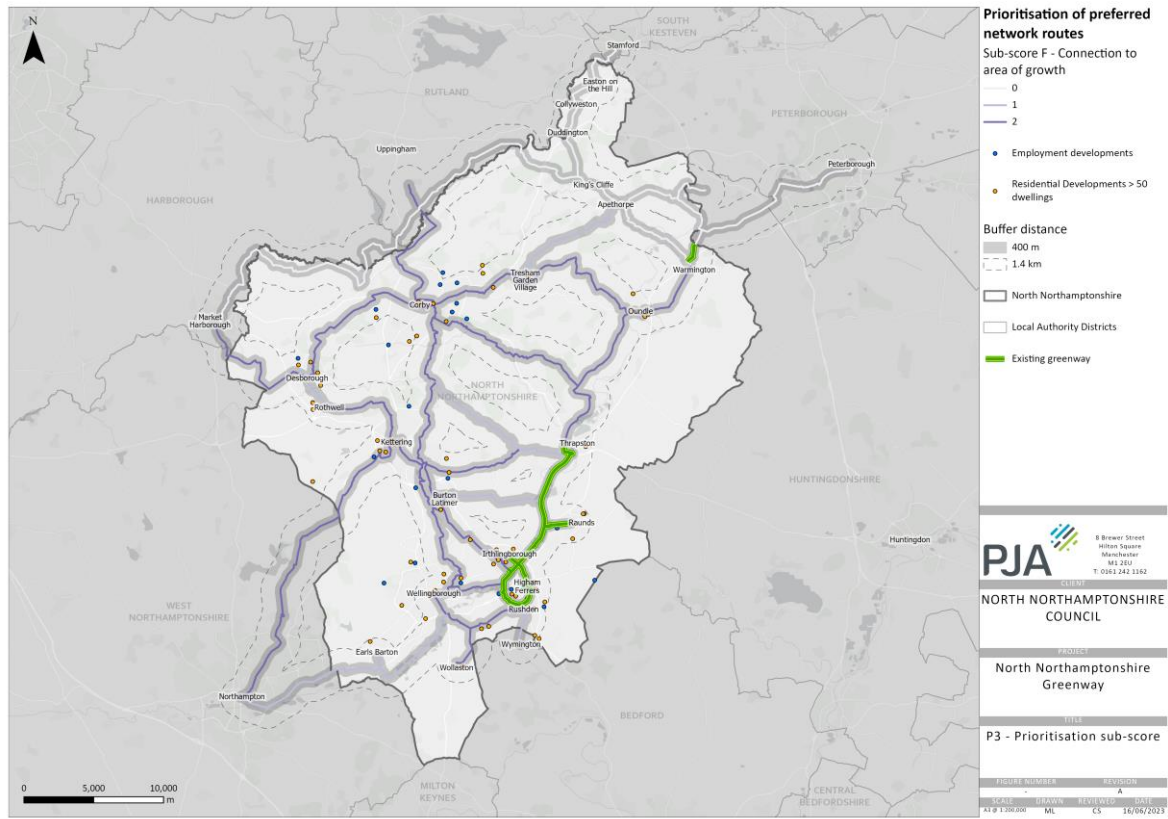 N
SOUTH
KESTEVEN
Stamford
Easton on
the Hill
Collyweston
RUTLAND
Duddington
PETERBOROUGH
Uppingham
Peterborough
King's Cliffe
HARBOROUGH
Apethorpe
Warmington
Tresham
Garden
Village
Corby
Oundle
Market
Harborough
Desborough
NORTH
NORTHAMPTONSHIRE
Rothwell
Kettering
Thrapston
HUNTINGDONSHIRE
Burton
Latimer
Raunds
Huntingdon
Irthlingborough
Higham
Ferrers
Wellingborough
Rushden
WEST
NORTHAMPTONSHIRE
Wymington
Earls Barton
Wollaston
Northampton
BEDFORD
MILTON
KEYNES
CENTRAL
BEDFORDSHIRE
0 5,000 10,000
m
Prioritisation of preferred
network routes
Sub-score F - Connection to
area of growth
0
1
2
Employment developments
Residential Developments > 50
dwellings
Buffer distance
400 m
1.4 km
North Northamptonshire
Local Authority Districts
Existing greenway
PJA
8 Brewer Street
Hilton Square
Manchester
M1 2EU
T: 0161 242 1162
CLIENT
NORTH NORTHAMPTONSHIRE
COUNCIL
PROJECT
North Northamptonshire
Greenway
TITLE
P3 - Prioritisation sub-score
FIGURE NUMBER REVISION
- A
SCALE DRAWN REVIEWED DATE
A3 @ 1:200,000 ML CS 16/06/2023